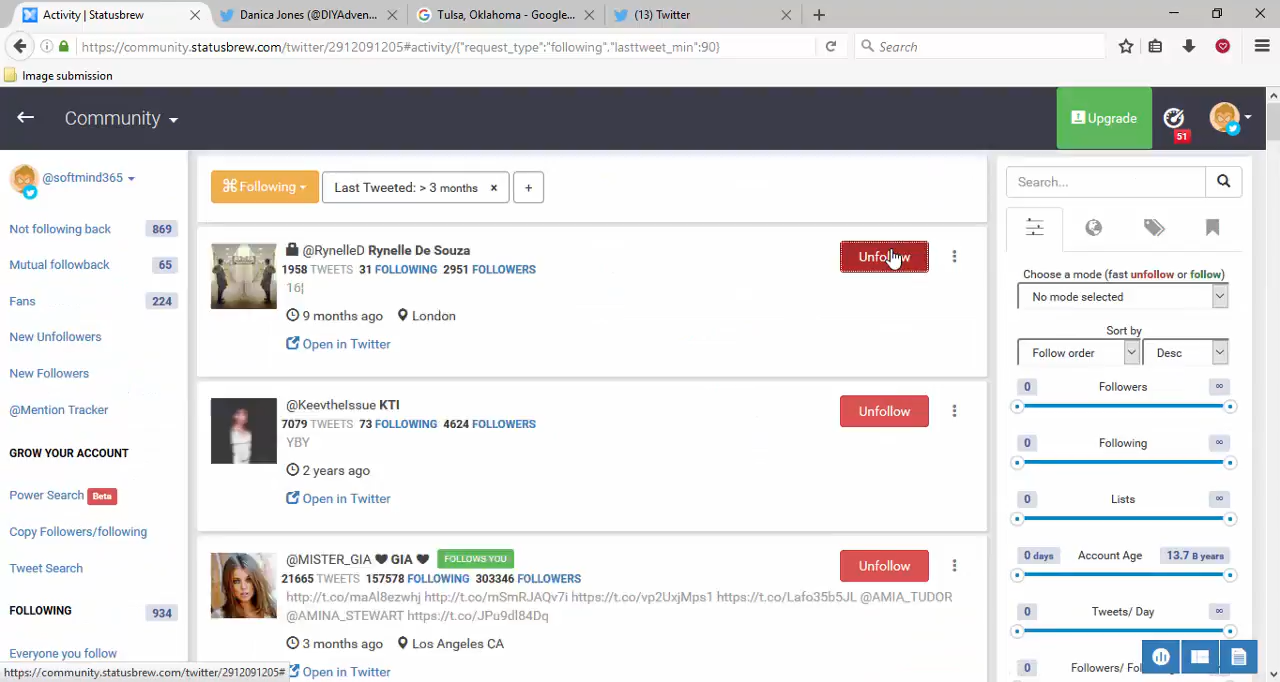 Activity | Statusbrew
Danica Jones (@DIYAdven...
Tulsa, Oklahoma - Google...
(13) Twitter
https://community.statusbrew.com/twitter/2912091205#activity/{"request_type":"following","lasttweet_min":90}
Search
Image submission
Community
Upgrade
51
@softmind365
Not following back 869
Mutual followback 65
Fans 224
New Unfollowers
New Followers
@Mention Tracker
GROW YOUR ACCOUNT
Power Search Beta
Copy Followers/following
Tweet Search
FOLLOWING 934
Everyone you follow
https://community.statusbrew.com/twitter/2912091205#
Following
Last Tweeted: > 3 months ×
+
@RynelleD Rynelle De Souza
1958 TWEETS 31 FOLLOWING 2951 FOLLOWERS
16|
9 months ago London
Open in Twitter
Unfollow
@KeevtheIssue KTI
7079 TWEETS 73 FOLLOWING 4624 FOLLOWERS
YBY
2 years ago
Open in Twitter
Unfollow
@MISTER_GIA ♥ GIA ♥ FOLLOWS YOU
21665 TWEETS 157578 FOLLOWING 303346 FOLLOWERS
http://t.co/maAl8ezwhj http://t.co/mSmRJAQv7i https://t.co/vp2UxjMps1 https://t.co/Lafo35b5JL @AMIA_TUDOR
@AMINA_STEWART https://t.co/JPu9dl84Dq
3 months ago Los Angeles CA
Open in Twitter
Unfollow
Search...
Choose a mode (fast unfollow or follow)
No mode selected
Sort by
Follow order Desc
0 Followers ∞
0 Following ∞
0 Lists ∞
0 days Account Age 13.7 B years
0 Tweets/ Day ∞
0 Followers/ Fol